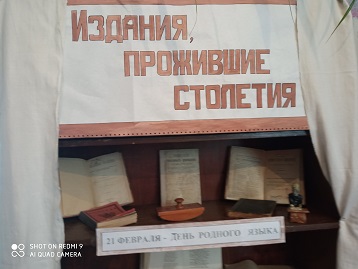 Издания,
прожившие
столетия
21 ФЕВРАЛЯ - ДЕНЬ РОДНОГО ЯЗЫКА
SHOT ON REDMI 9
AI QUAD CAMERA